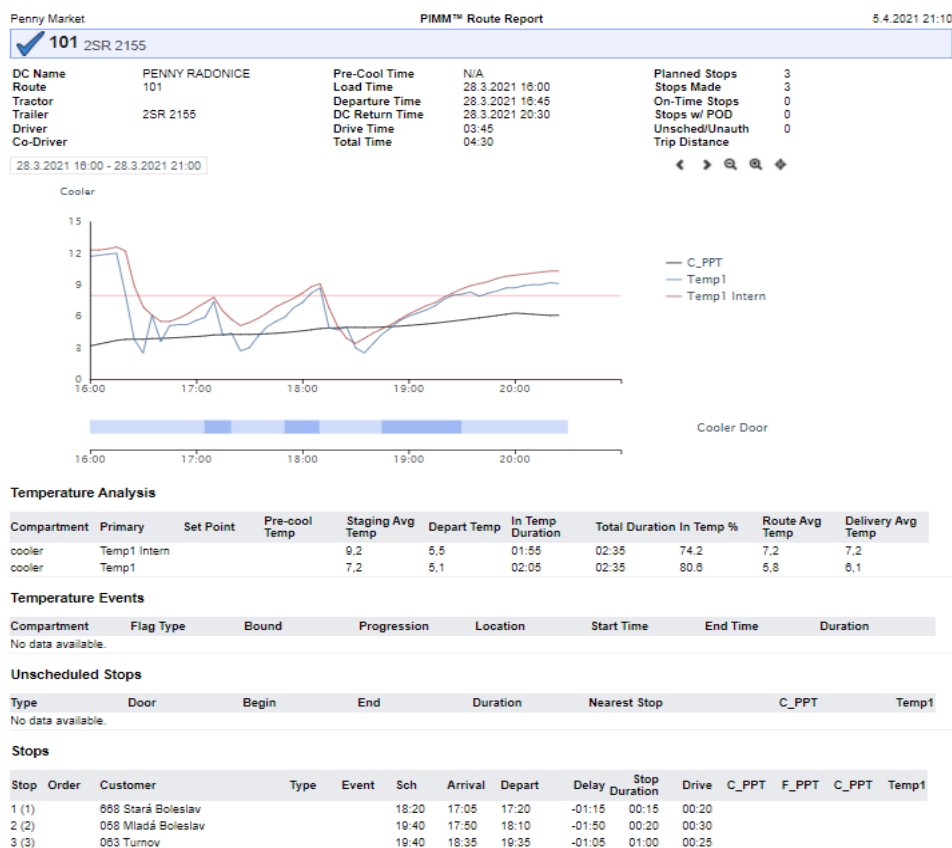 Penny Market PIMM™ Route Report 5.4.2021 21:10
101 2SR 2155
DC Name PENNY RADONICE Pre-Cool Time N/A Planned Stops 3
Route 101 Load Time 28.3.2021 16:00 Stops Made 3
Tractor Departure Time 28.3.2021 16:45 On-Time Stops 0
Trailer 2SR 2155 DC Return Time 28.3.2021 20:30 Stops w/ POD 0
Driver Drive Time 03:45 Unsched/Unauth 0
Co-Driver Total Time 04:30 Trip Distance
28.3.2021 16:00 - 28.3.2021 21:00
Cooler
15
12
9
6
3
0
C_PPT
Temp1
Temp1 Intern
16:00 17:00 18:00 19:00 20:00
Cooler Door
16:00 17:00 18:00 19:00 20:00
Temperature Analysis
Compartment Primary Set Point Pre-cool Temp Staging Avg Temp Depart Temp In Temp Duration Total Duration In Temp % Route Avg Temp Delivery Avg Temp
cooler Temp1 Intern 9,2 5,5 01:55 02:35 74.2 7,2 7,2
cooler Temp1 7,2 5,1 02:05 02:35 80.6 5,8 6,1
Temperature Events
Compartment Flag Type Bound Progression Location Start Time End Time Duration
No data available.
Unscheduled Stops
Type Door Begin End Duration Nearest Stop C_PPT Temp1
No data available.
Stops
Stop Order Customer Type Event Sch Arrival Depart Delay Stop Duration Drive C_PPT F_PPT C_PPT Temp1
1 (1) 668 Stará Boleslav 18:20 17:05 17:20 -01:15 00:15 00:20
2 (2) 058 Mladá Boleslav 19:40 17:50 18:10 -01:50 00:20 00:30
3 (3) 063 Turnov 19:40 18:35 19:35 -01:05 01:00 00:25